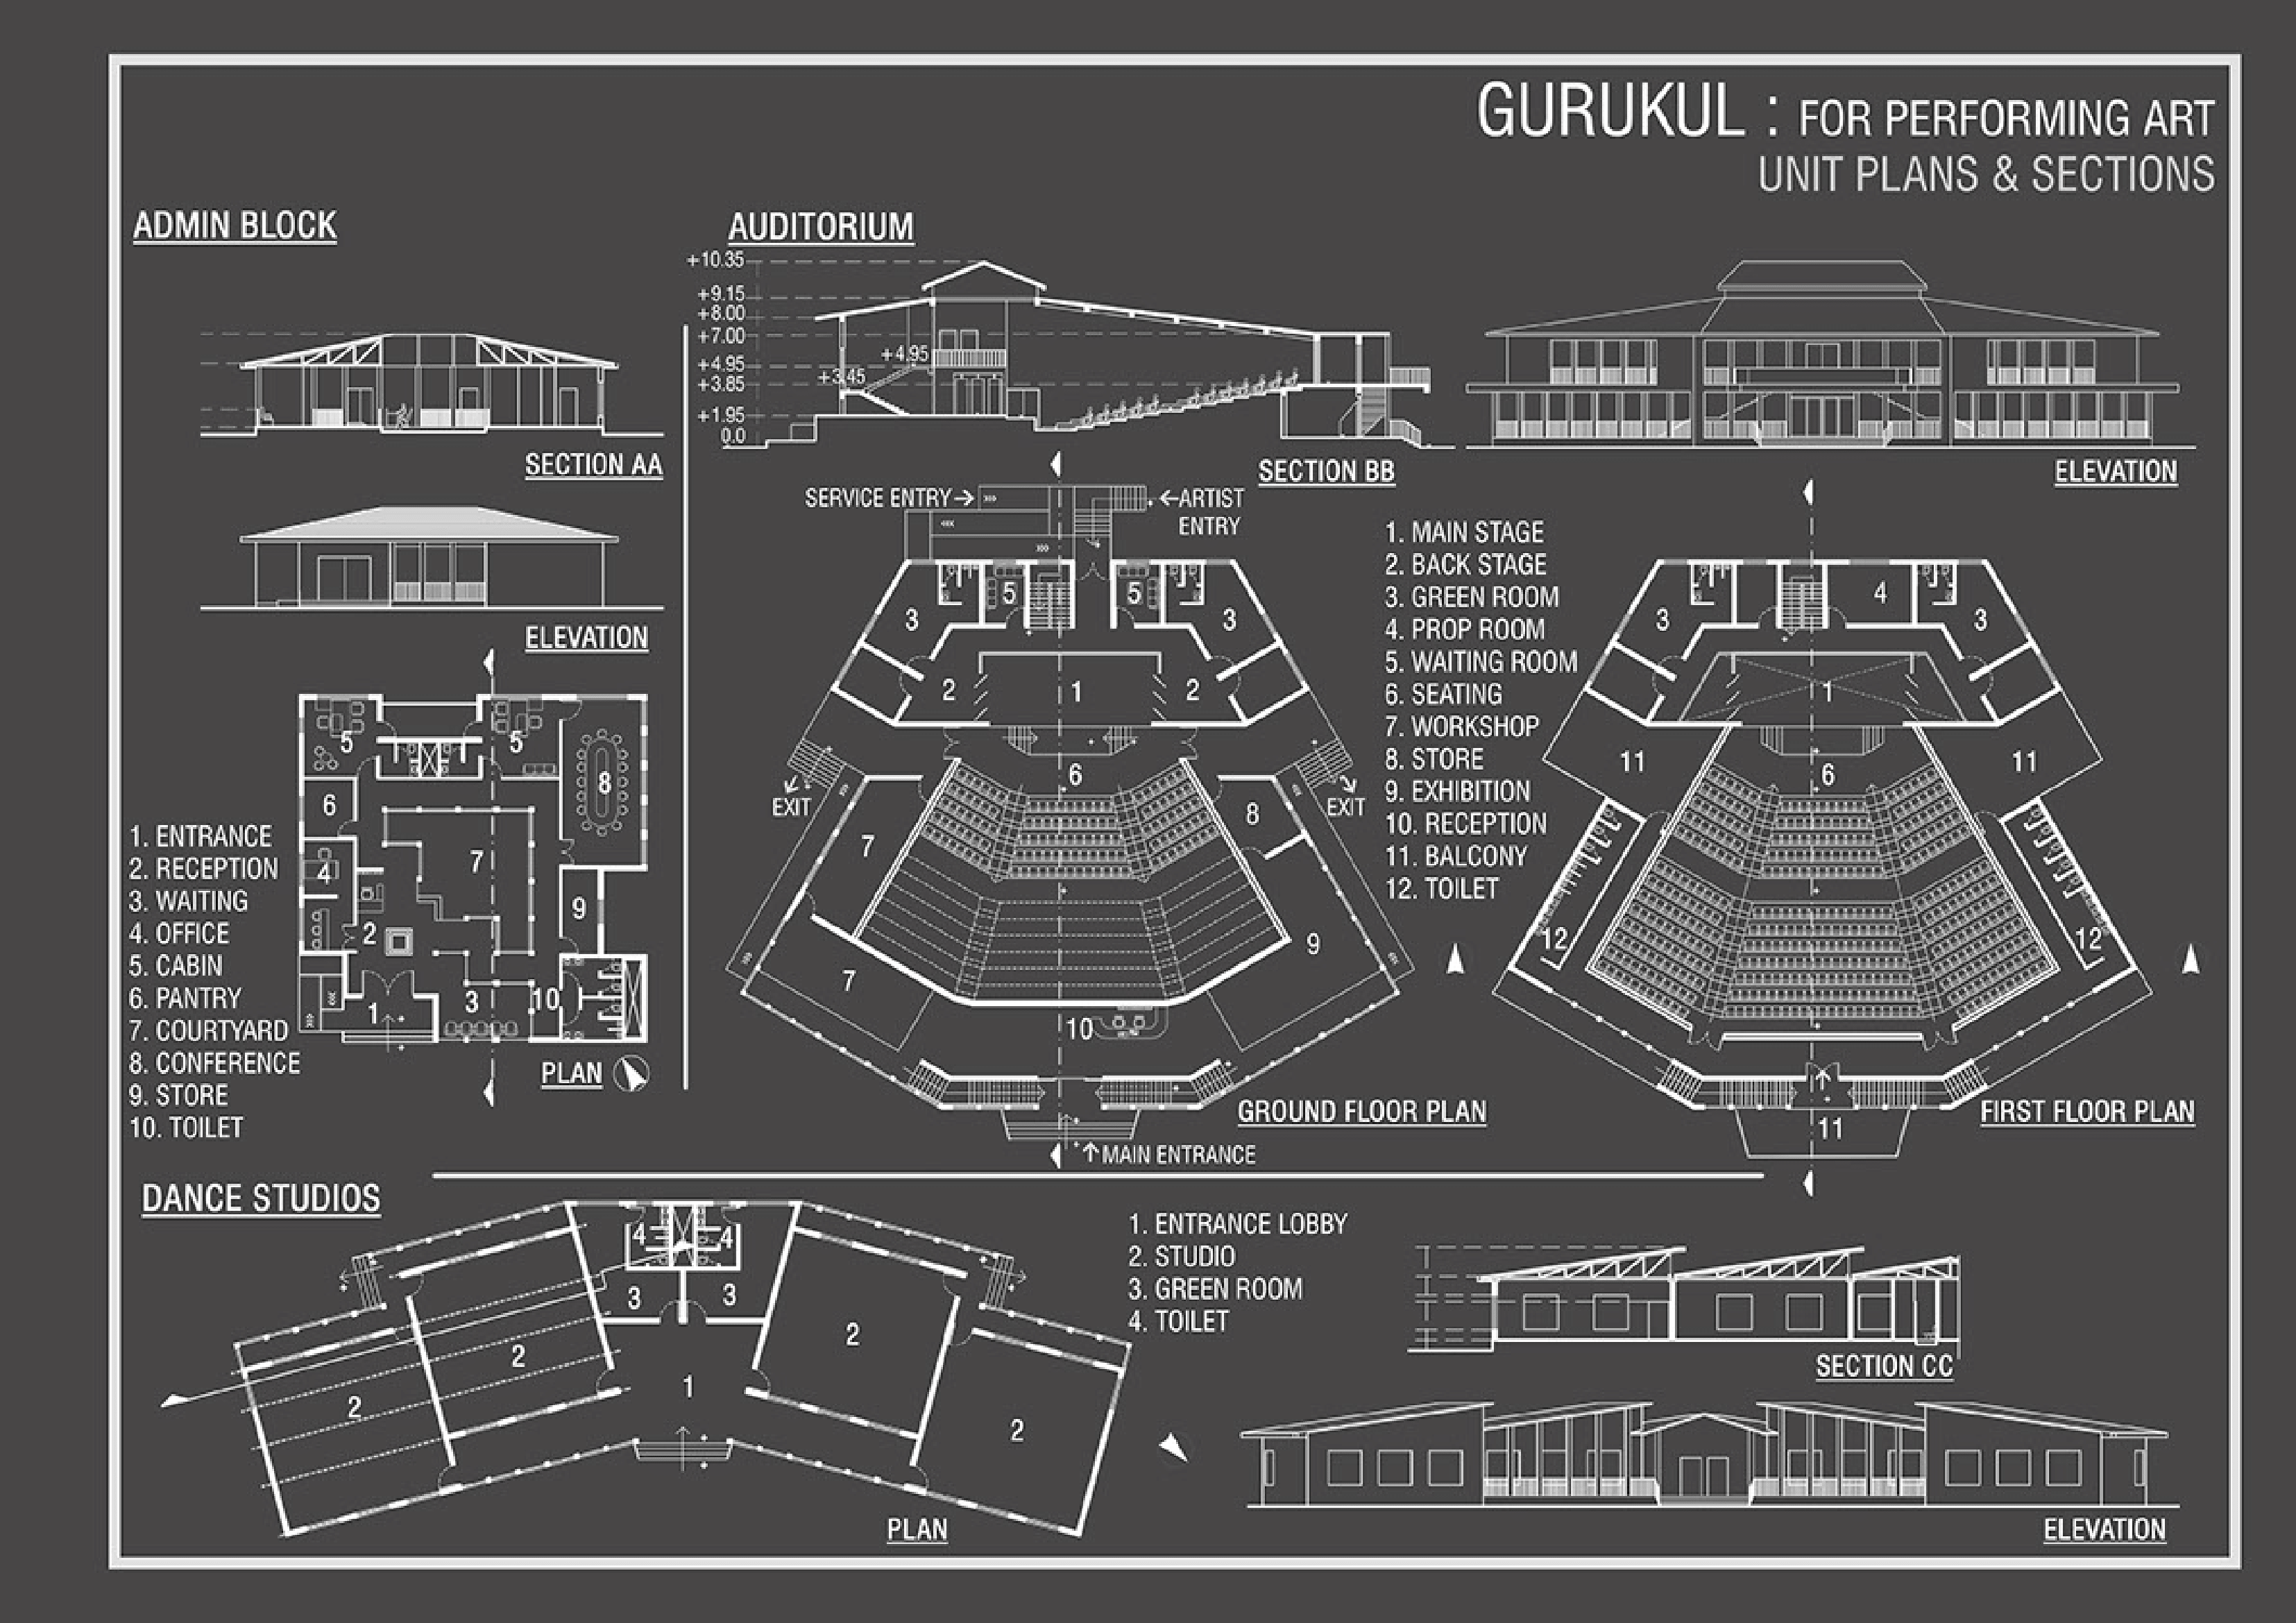 GURUKUL : FOR PERFORMING ART
UNIT PLANS & SECTIONS
ADMIN BLOCK
SECTION AA
ELEVATION
5
5
8
6
4
7
9
2
1
3
10
PLAN
1. ENTRANCE
2. RECEPTION
3. WAITING
4. OFFICE
5. CABIN
6. PANTRY
7. COURTYARD
8. CONFERENCE
9. STORE
10. TOILET
AUDITORIUM
+10.35
+9.15
+8.00
+7.00
+4.95
+3.85
+1.95
0.0
+4.95
+3.45
SECTION BB
ELEVATION
SERVICE ENTRY
ARTIST
ENTRY
5
5
3
3
2
1
2
6
EXIT
EXIT
7
8
7
9
10
GROUND FLOOR PLAN
MAIN ENTRANCE
1. MAIN STAGE
2. BACK STAGE
3. GREEN ROOM
4. PROP ROOM
5. WAITING ROOM
6. SEATING
7. WORKSHOP
8. STORE
9. EXHIBITION
10. RECEPTION
11. BALCONY
12. TOILET
4
3
3
1
11
6
11
12
12
11
FIRST FLOOR PLAN
DANCE STUDIOS
4
4
3
3
2
2
1
2
2
PLAN
1. ENTRANCE LOBBY
2. STUDIO
3. GREEN ROOM
4. TOILET
SECTION CC
ELEVATION